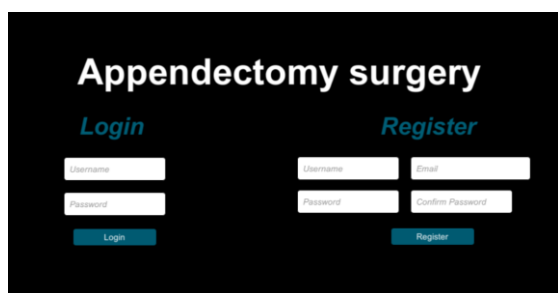 Appendectomy surgery
Login
Username
Password
Login
Register
Username Email
Password Confirm Password
Register